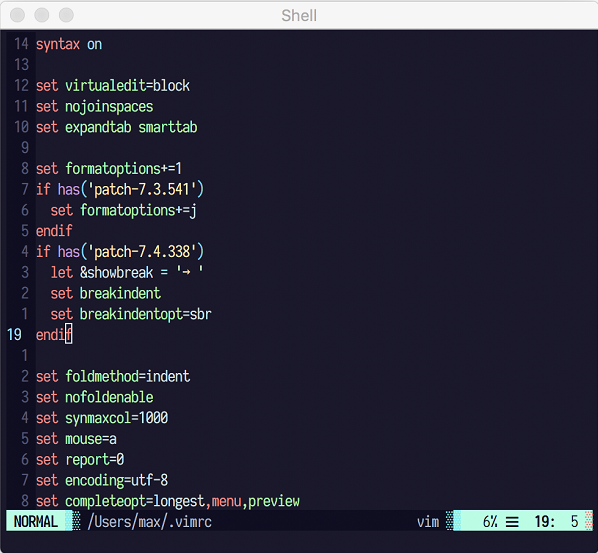 Shell
14 syntax on
13
12 set virtualedit=block
11 set nojoinspaces
10 set expandtab smarttab
9
8 set formatoptions+=1
7 if has('patch-7.3.541')
6   set formatoptions+=j
5 endif
4 if has('patch-7.4.338')
3   let &showbreak = '→ '
2   set breakindent
1   set breakindentopt=sbr
19 endif
1
2 set foldmethod=indent
3 set nofoldenable
4 set synmaxcol=1000
5 set mouse=a
6 set report=0
7 set encoding=utf-8
8 set completeopt=longest,menu,preview
NORMAL /Users/max/.vimrc vim 6% ☰ 19: 5